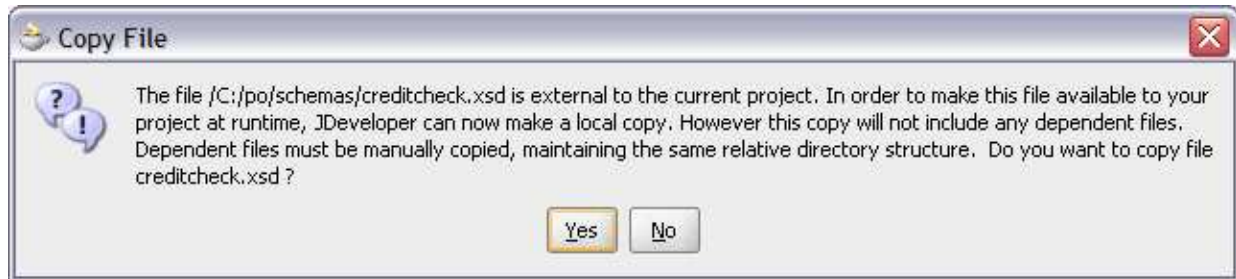 Copy File
The file /C:/po/schemas/creditcheck.xsd is external to the current project. In order to make this file available to your
project at runtime, JDeveloper can now make a local copy. However this copy will not include any dependent files.
Dependent files must be manually copied, maintaining the same relative directory structure.  Do you want to copy file
creditcheck.xsd ?
Yes No